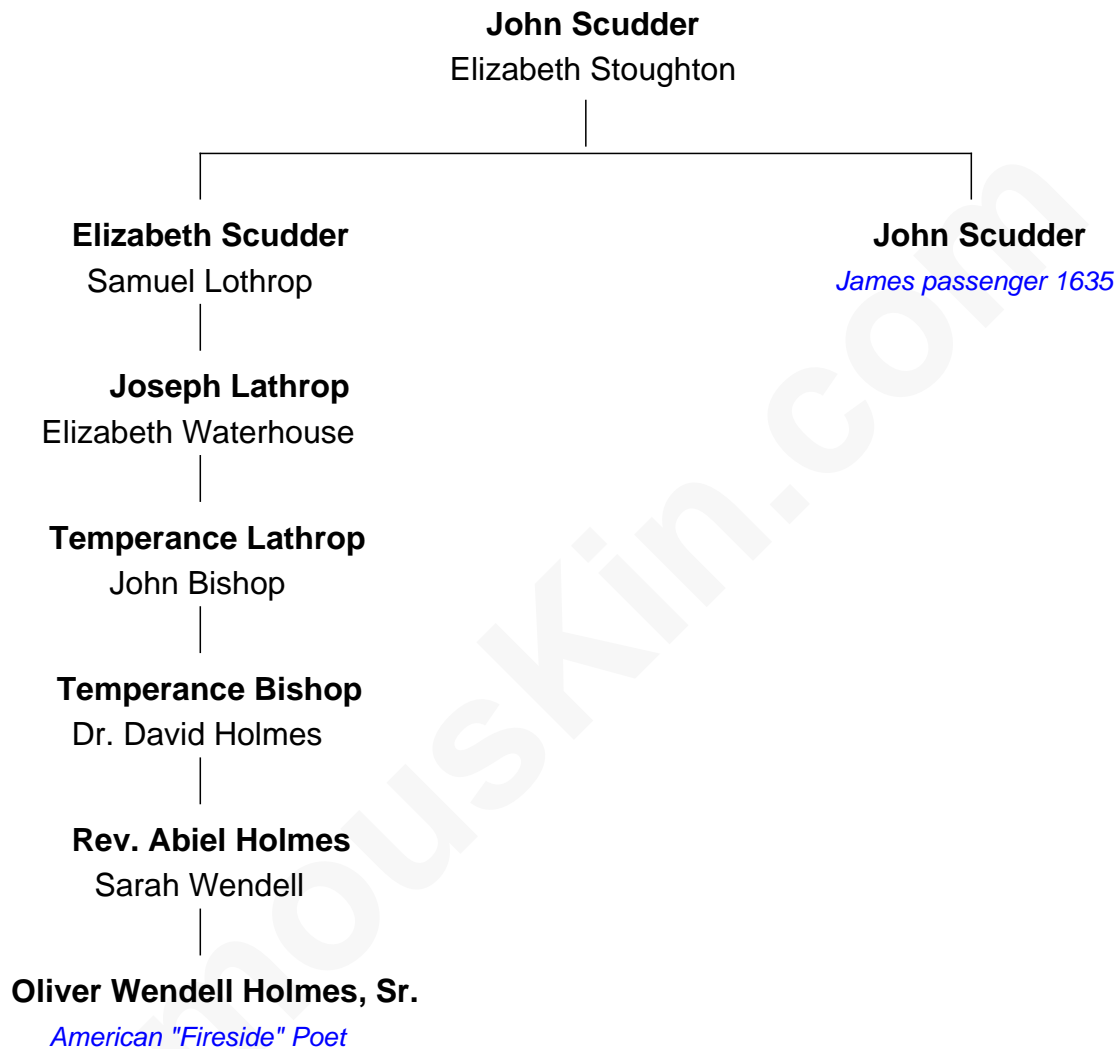 John Scudder
Elizabeth Stoughton
Elizabeth Scudder
Samuel Lothrop
John Scudder
James passenger 1635
Joseph Lathrop
Elizabeth Waterhouse
Temperance Lathrop
John Bishop
Temperance Bishop
Dr. David Holmes
Rev. Abiel Holmes
Sarah Wendell
Oliver Wendell Holmes, Sr.
American "Fireside" Poet
mouskin.com